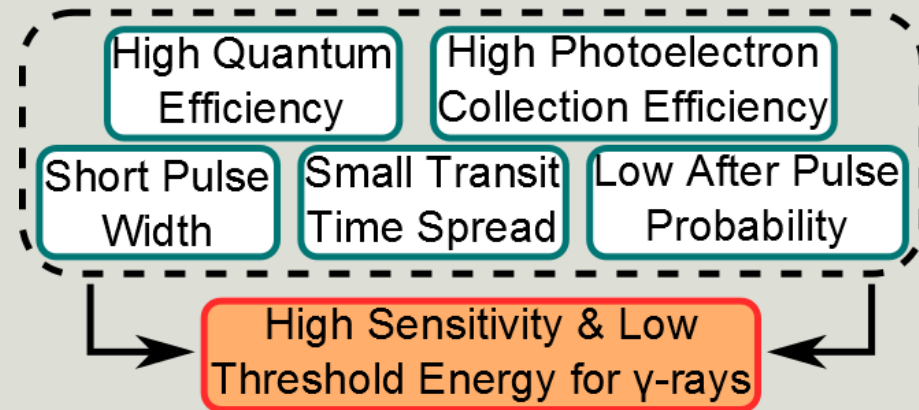 High Quantum
Efficiency
High Photoelectron
Collection Efficiency
Short Pulse
Width
Small Transit
Time Spread
Low After Pulse
Probability
High Sensitivity & Low
Threshold Energy for γ-rays